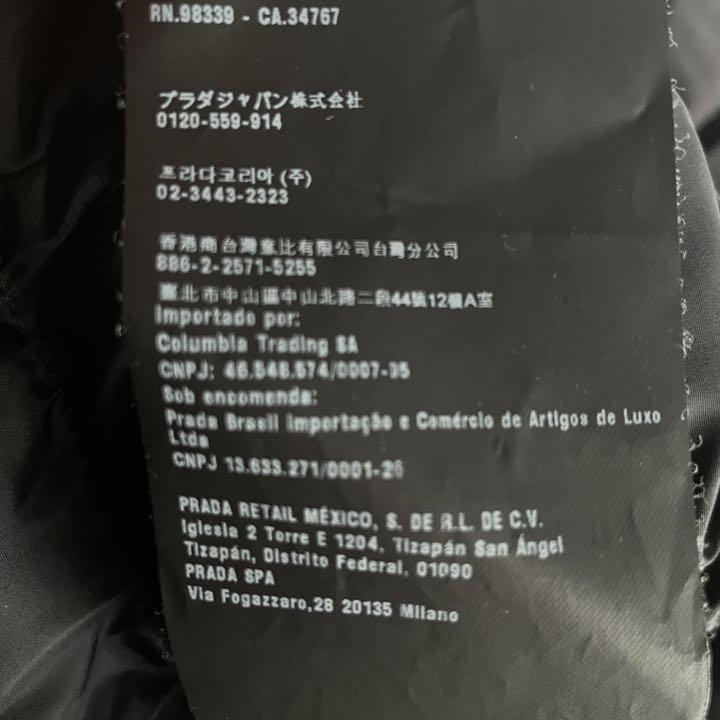 RN.98339 - CA.34767
プラダジャパン株式会社
0120-559-914
프라다코리아 (주)
02-3443-2323
香港商台灣童比有限公司台灣分公司
886-2-2571-5255
臺北市中山區中山北路二段44號12樓A室
Importado por:
Columbia Trading SA
CNPJ: 46.548.574/0007-35
Sob encomenda:
Prada Brasil Importação e Comércio de Artigos de Luxo
Ltda
CNPJ 13.633.271/0001-26
PRADA RETAIL MÉXICO, S. DE R.L. DE C.V.
Iglesia 2 Torre E 1204, Tizapán San Ángel
Tizapán, Distrito Federal, 01090
PRADA SPA
Via Fogazzaro,28 20135 Milano